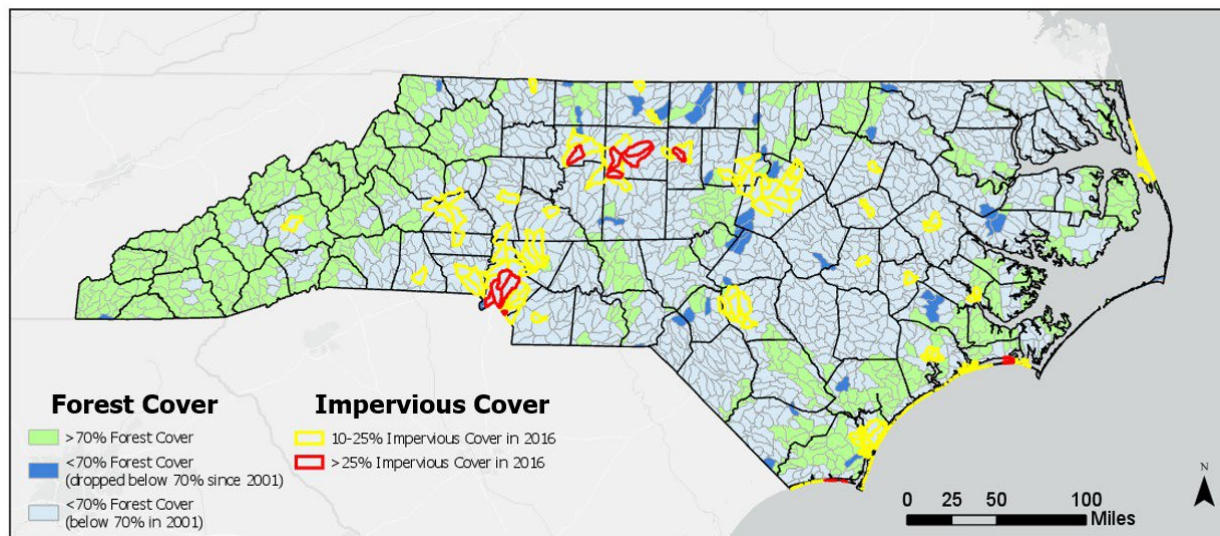 Forest Cover
>70% Forest Cover
<70% Forest Cover
(dropped below 70% since 2001)
<70% Forest Cover
(below 70% in 2001)
Impervious Cover
10-25% Impervious Cover in 2016
>25% Impervious Cover in 2016
N
0 25 50 100
Miles